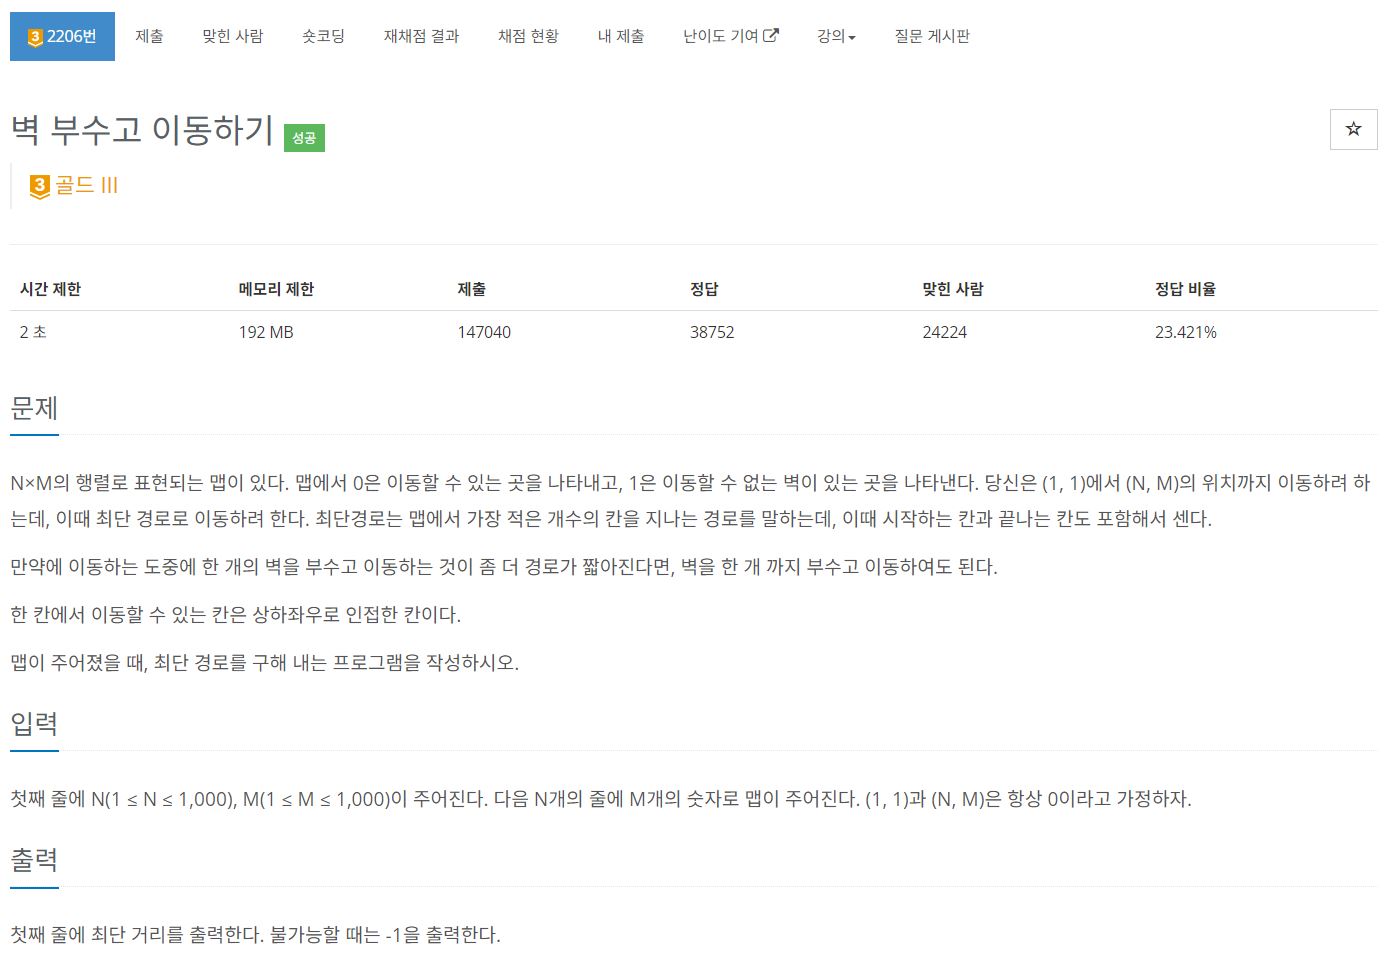 3 2206번 제출 맞힌 사람 숏코딩 재채점 결과 채점 현황 내 제출 난이도 기여 강의 질문 게시판
벽 부수고 이동하기 성공
3 골드 III
시간 제한 메모리 제한 제출 정답 맞힌 사람 정답 비율
2 초 192 MB 147040 38752 24224 23.421%
문제
N×M의 행렬로 표현되는 맵이 있다. 맵에서 0은 이동할 수 있는 곳을 나타내고, 1은 이동할 수 없는 벽이 있는 곳을 나타낸다. 당신은 (1, 1)에서 (N, M)의 위치까지 이동하려 하
는데, 이때 최단 경로로 이동하려 한다. 최단경로는 맵에서 가장 적은 개수의 칸을 지나는 경로를 말하는데, 이때 시작하는 칸과 끝나는 칸도 포함해서 센다.
만약에 이동하는 도중에 한 개의 벽을 부수고 이동하는 것이 좀 더 경로가 짧아진다면, 벽을 한 개 까지 부수고 이동하여도 된다.
한 칸에서 이동할 수 있는 칸은 상하좌우로 인접한 칸이다.
맵이 주어졌을 때, 최단 경로를 구해 내는 프로그램을 작성하시오.
입력
첫째 줄에 N(1 ≤ N ≤ 1,000), M(1 ≤ M ≤ 1,000)이 주어진다. 다음 N개의 줄에 M개의 숫자로 맵이 주어진다. (1, 1)과 (N, M)은 항상 0이라고 가정하자.
출력
첫째 줄에 최단 거리를 출력한다. 불가능할 때는 -1을 출력한다.